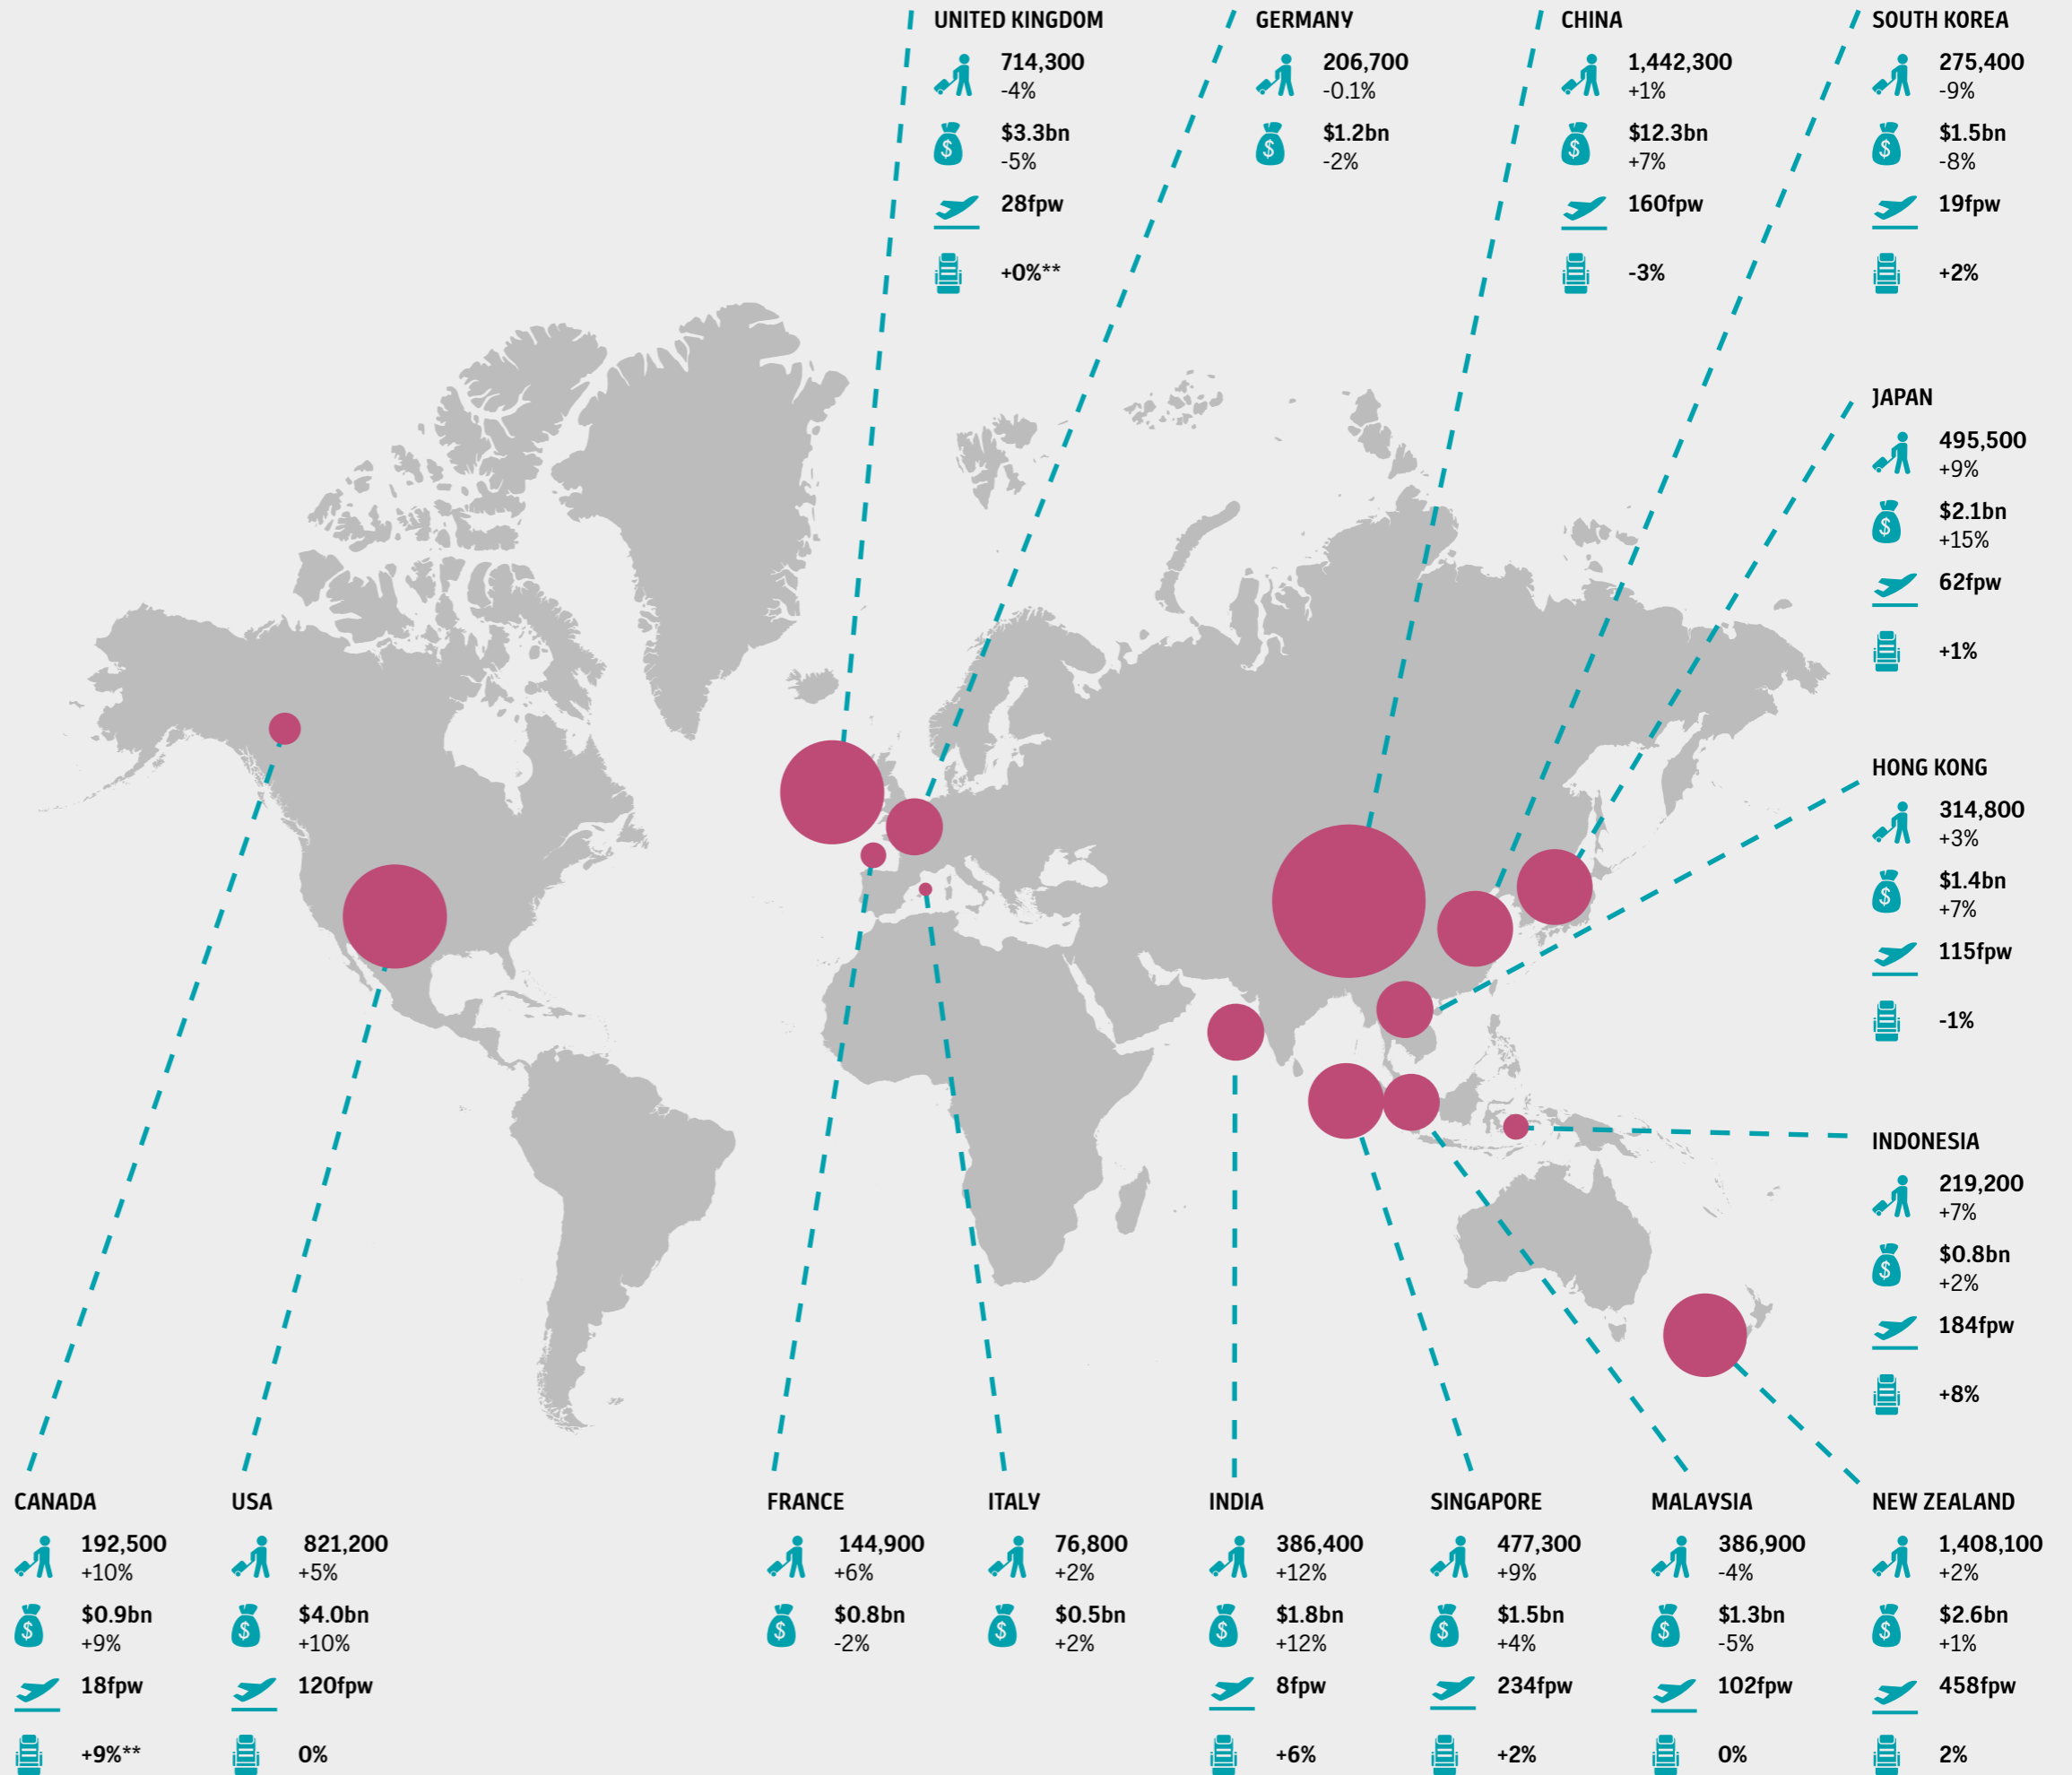 UNITED KINGDOM
714,300
-4%
$3.3bn
-5%
28fpw
+0%**
GERMANY
206,700
-0.1%
$1.2bn
-2%
CHINA
1,442,300
+1%
$12.3bn
+7%
160fpw
-3%
SOUTH KOREA
275,400
-9%
$1.5bn
-8%
19fpw
+2%
JAPAN
495,500
+9%
$2.1bn
+15%
62fpw
+1%
HONG KONG
314,800
+3%
$1.4bn
+7%
115fpw
-1%
INDONESIA
219,200
+7%
$0.8bn
+2%
184fpw
+8%
CANADA
192,500
+10%
$0.9bn
+9%
18fpw
+9%**
USA
821,200
+5%
$4.0bn
+10%
120fpw
0%
FRANCE
144,900
+6%
$0.8bn
-2%
ITALY
76,800
+2%
$0.5bn
+2%
INDIA
386,400
+12%
$1.8bn
+12%
8fpw
+6%
SINGAPORE
477,300
+9%
$1.5bn
+4%
234fpw
+2%
MALAYSIA
386,900
-4%
$1.3bn
-5%
102fpw
0%
NEW ZEALAND
1,408,100
+2%
$2.6bn
+1%
458fpw
2%